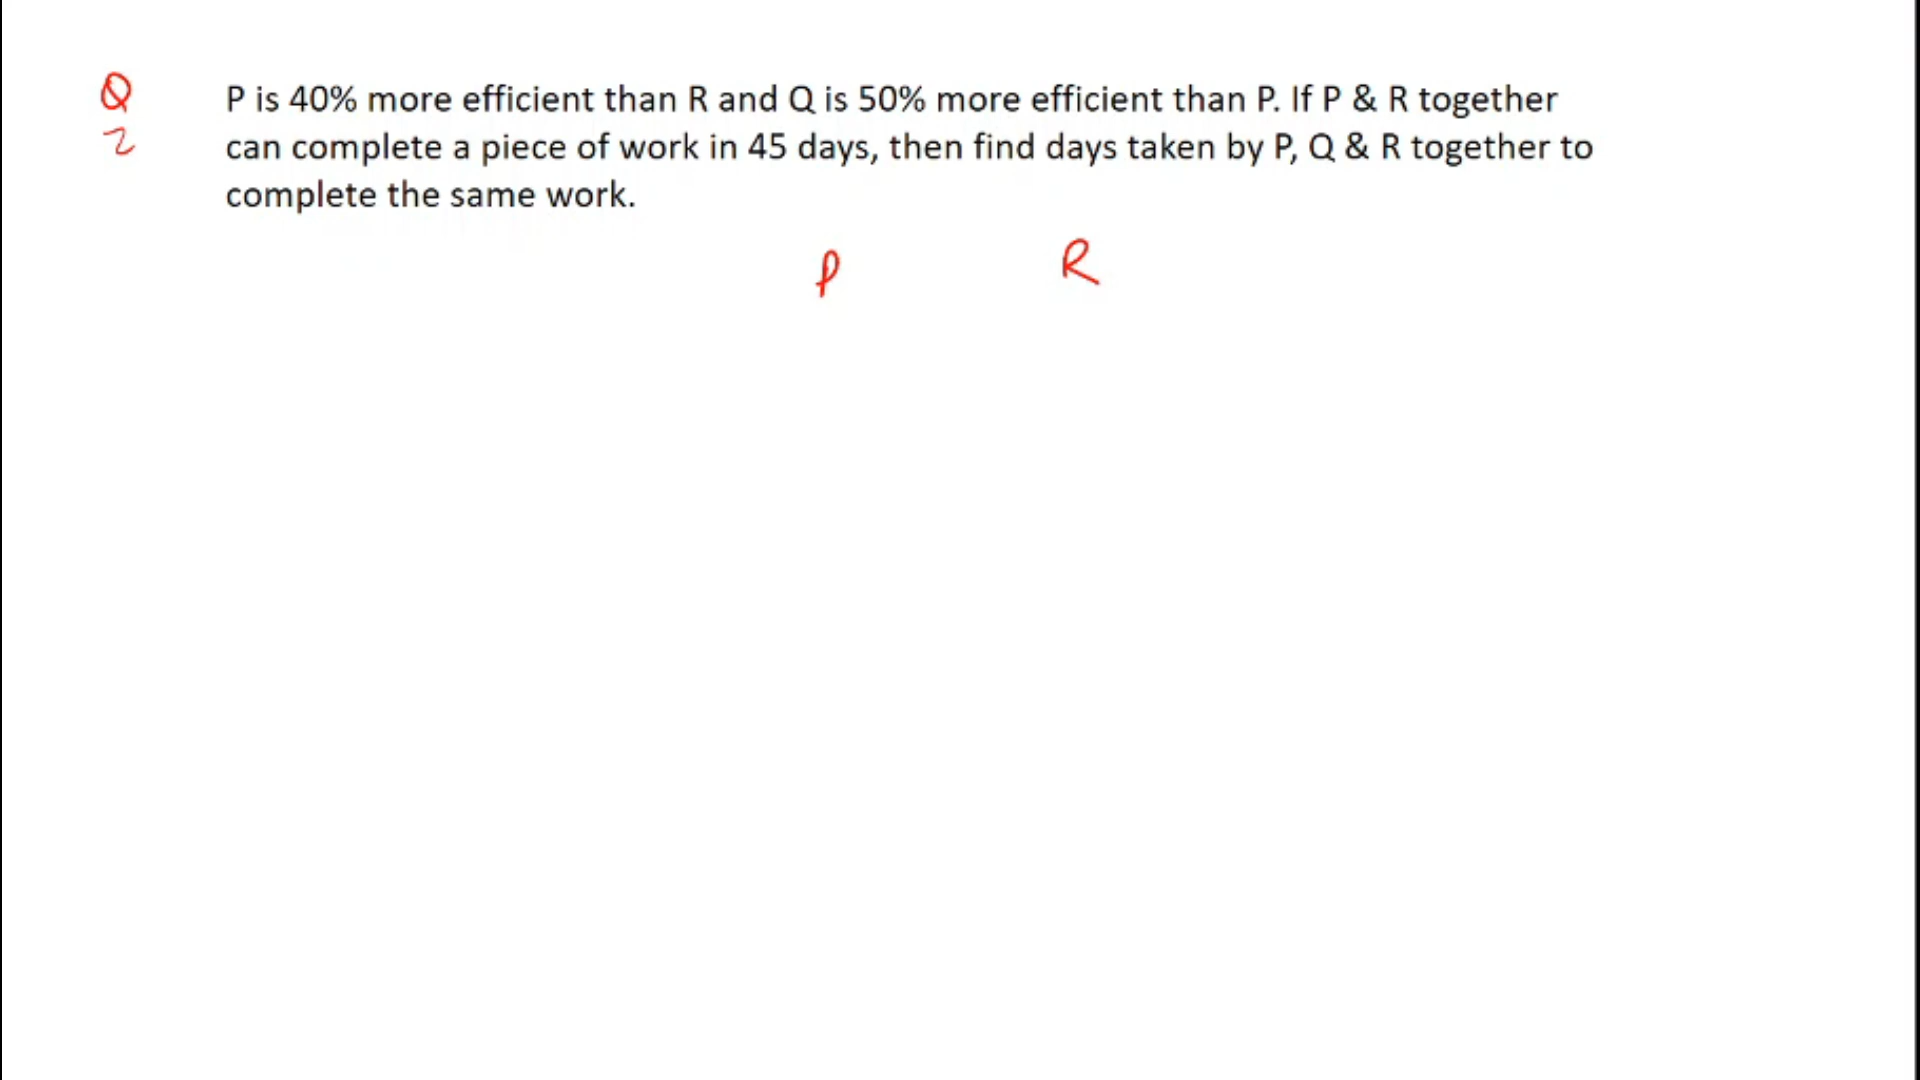 Q P is 40% more efficient than R and Q is 50% more efficient than P. If P & R together
2 can complete a piece of work in 45 days, then find days taken by P, Q & R together to
complete the same work.
P R